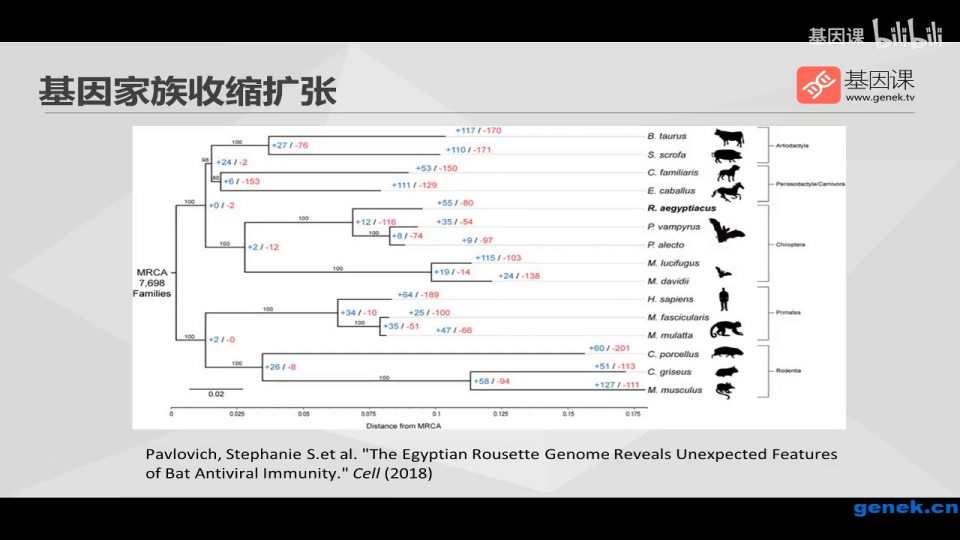 基因课 bilibili
基因家族收缩扩张
基因课
www.genek.tv
+117 / -170
B. taurus
100
+27 / -76
Artiodactyla
+110 / -171
S. scrofa
98
+24 / -2
+53 / -150
C. familiaris
80
+6 / -153
Perissodactyla/Carnivora
+111 / -129
E. caballus
100
+0 / -2
+55 / -80
R. aegyptiacus
100
+12 / -116
+35 / -54
P. vampyrus
100
+8 / -74
+9 / -97
P. alecto
100
+2 / -12
Chiroptera
+115 / -103
M. lucifugus
100
+19 / -14
+24 / -138
M. davidii
MRCA
7,698
Families
+64 / -189
H. sapiens
100
+34 / -10
+25 / -100
M. fascicularis
Primates
100
+35 / -51
+47 / -66
M. mulatta
100
+2 / -0
+60 / -201
C. porcellus
100
+26 / -8
+51 / -113
C. griseus
Rodentia
100
+58 / -94
+127 / -111
M. musculus
0.02
0 0.025 0.05 0.075 0.1 0.125 0.15 0.175
Distance from MRCA
Pavlovich, Stephanie S.et al. "The Egyptian Rousette Genome Reveals Unexpected Features
of Bat Antiviral Immunity." Cell (2018)
genek.cn